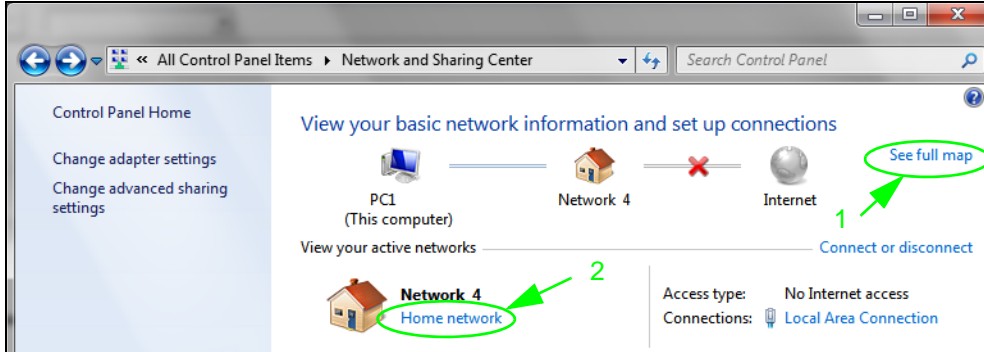 « All Control Panel Items ▸ Network and Sharing Center Search Control Panel
Control Panel Home
View your basic network information and set up connections
Change adapter settings
Change advanced sharing
settings
See full map
PC1
(This computer)
Network 4
Internet
1
View your active networks
Connect or disconnect
2
Network 4
Home network
Access type: No Internet access
Connections: Local Area Connection